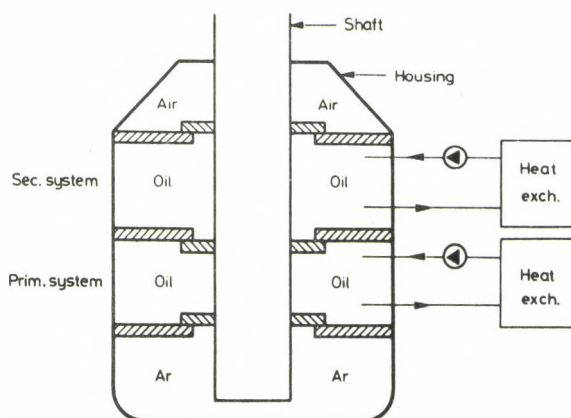 Shaft
Housing
Air Air
Sec. system Oil Oil
Heat
exch.
Prim. system Oil Oil
Heat
exch.
Ar Ar